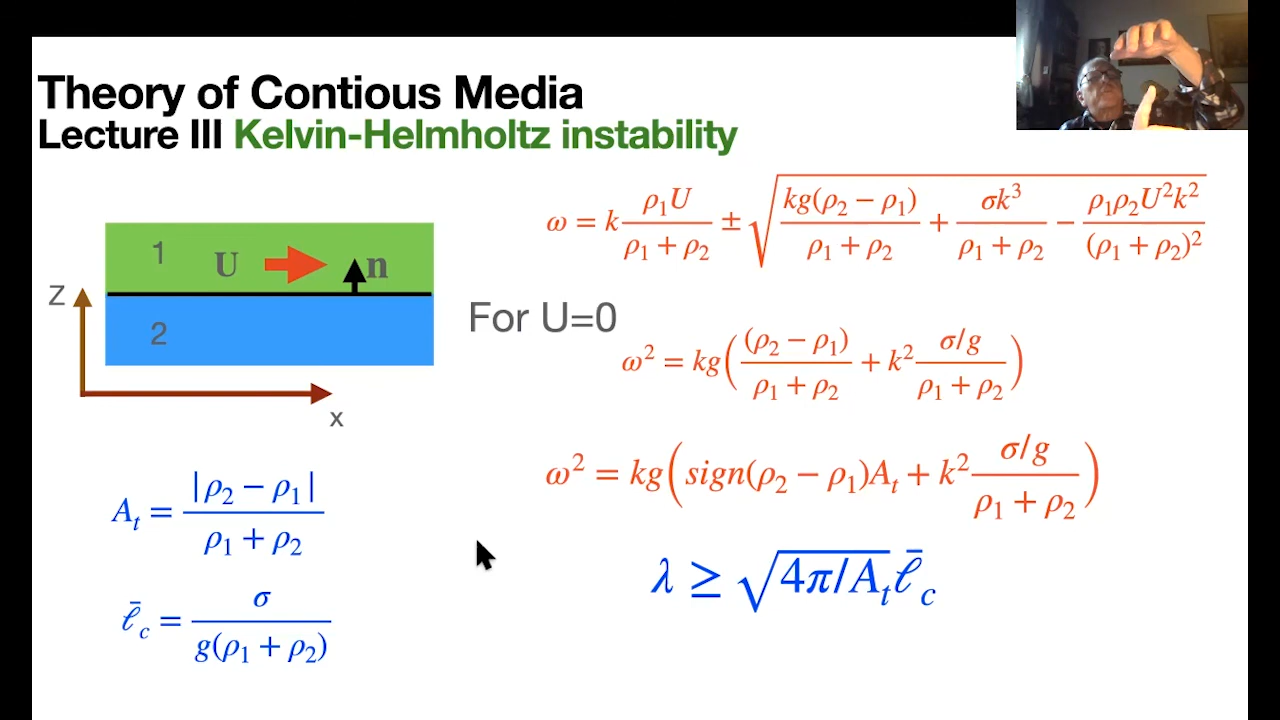 Theory of Contious Media
Lecture III Kelvin-Helmholtz instability
ω = k ρ₁U / (ρ₁ + ρ₂) ± √( kg(ρ₂ − ρ₁) / (ρ₁ + ρ₂) + σk³ / (ρ₁ + ρ₂) − ρ₁ρ₂U²k² / (ρ₁ + ρ₂)² )
1 U n
Z
2
x
For U=0
ω² = kg( (ρ₂ − ρ₁) / (ρ₁ + ρ₂) + k² σ/g / (ρ₁ + ρ₂) )
ω² = kg( sign(ρ₂ − ρ₁)Aₜ + k² σ/g / (ρ₁ + ρ₂) )
Aₜ = |ρ₂ − ρ₁| / (ρ₁ + ρ₂)
λ ≥ √(4π/Aₜ) ℓ̄_c
ℓ̄_c = σ / g(ρ₁ + ρ₂)